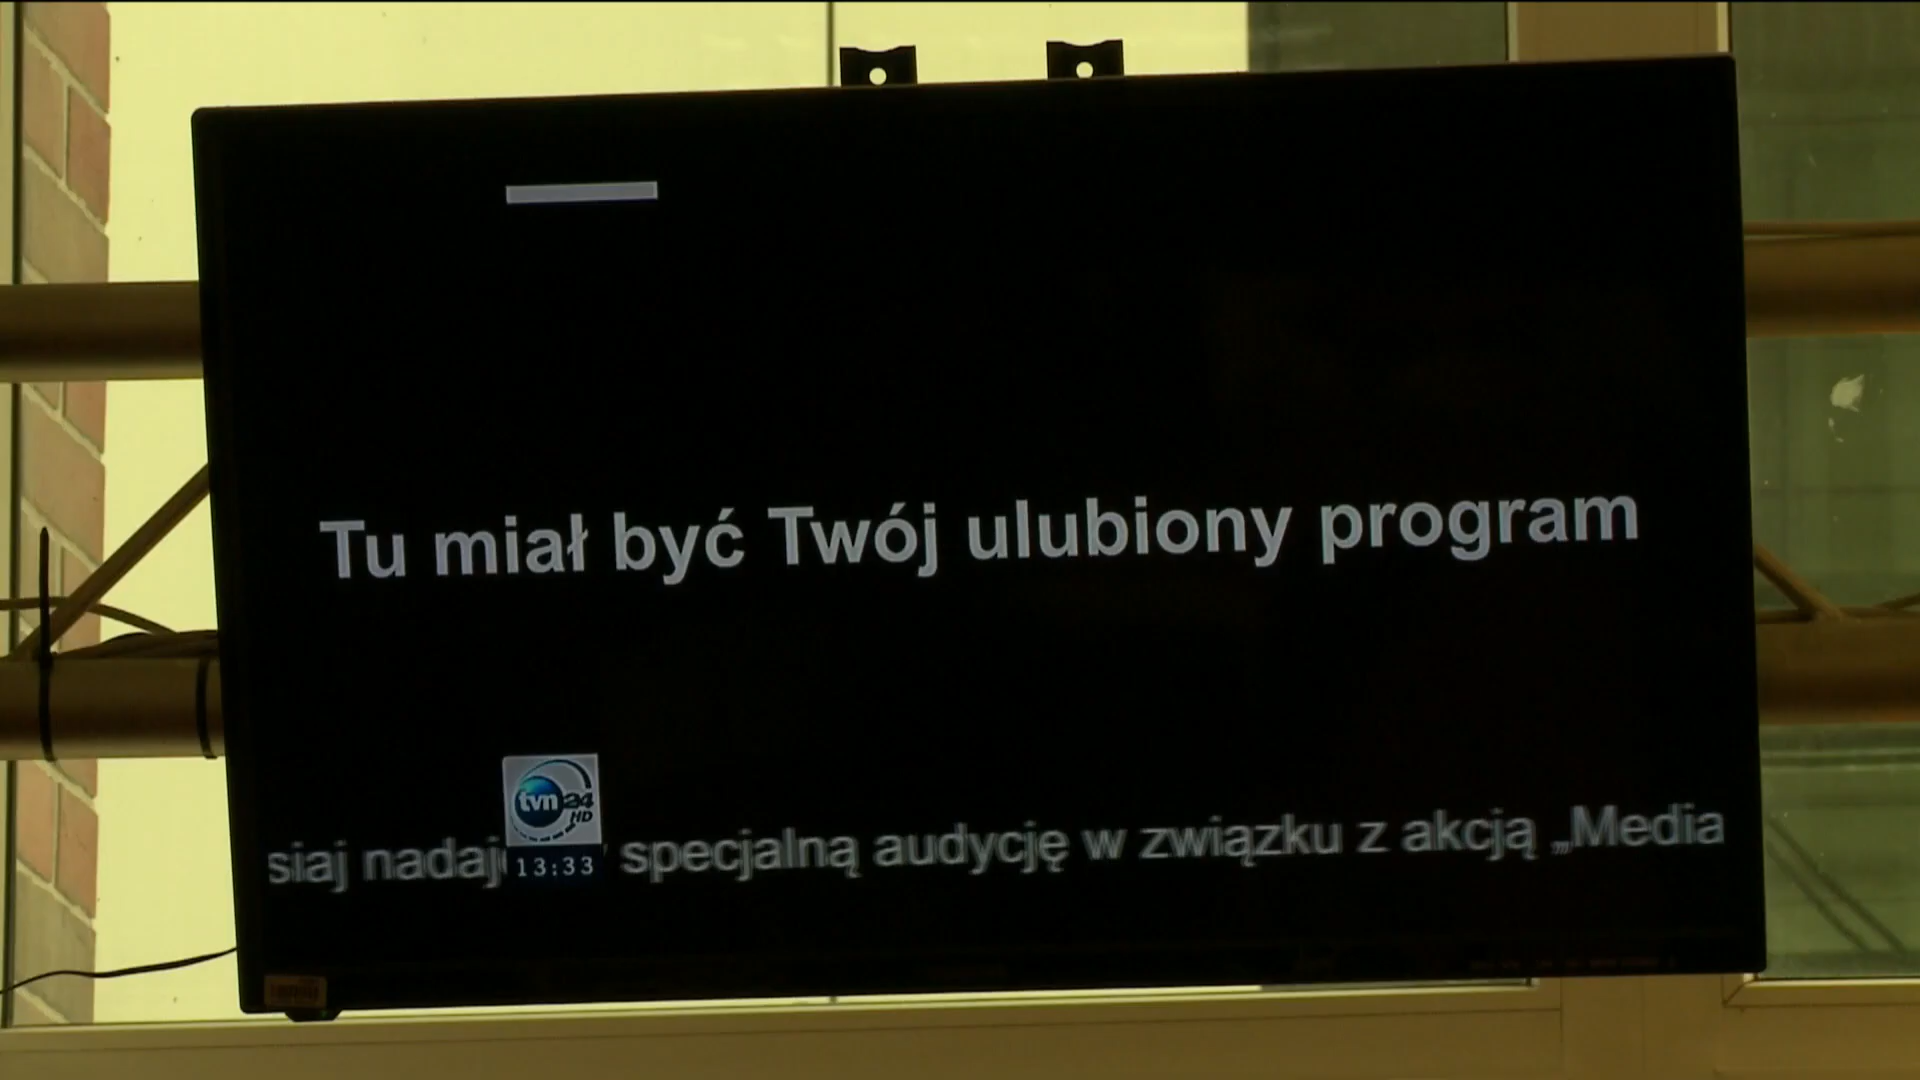 Tu miał być Twój ulubiony program
tvn24
HD
siaj nadaj specjalną audycję w związku z akcją „Media
13:33